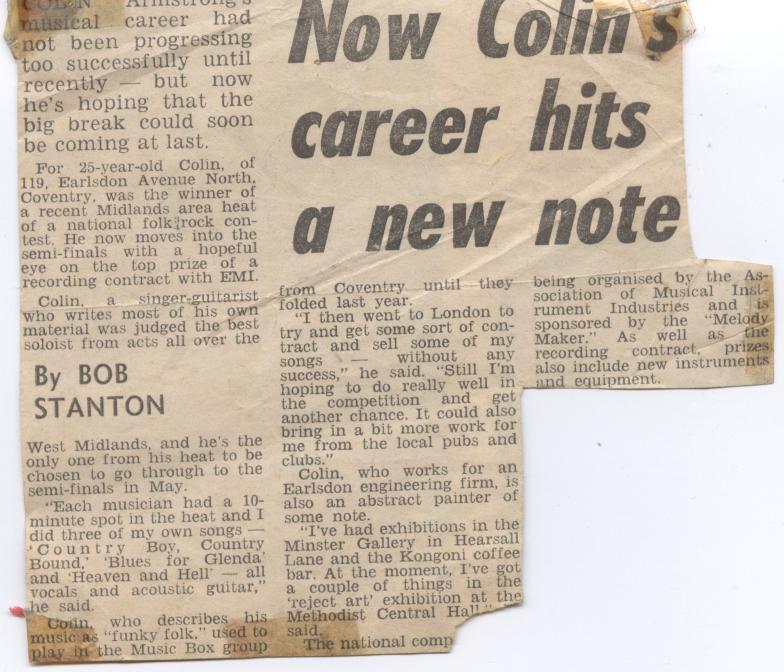 Now Colin's
career hits
a new note
COLIN Armstrong's
musical career had
not been progressing
too successfully until
recently — but now
he's hoping that the
big break could soon
be coming at last.
For 25-year-old Colin, of
119, Earlsdon Avenue North,
Coventry, was the winner of
a recent Midlands area heat
of a national folk-rock con-
test. He now moves into the
semi-finals with a hopeful
eye on the top prize of a
recording contract with EMI.
Colin, a singer-guitarist
who writes most of his own
material was judged the best
soloist from acts all over the
By BOB
STANTON
West Midlands, and he's the
only one from his heat to be
chosen to go through to the
semi-finals in May.
"Each musician had a 10-
minute spot in the heat and I
did three of my own songs —
'Country Boy, Country
Bound,' 'Blues for Glenda'
and 'Heaven and Hell' — all
vocals and acoustic guitar,"
he said.
Colin, who describes his
music as "funky folk," used to
play in the Music Box group
from Coventry until they
folded last year.
"I then went to London to
try and get some sort of con-
tract and sell some of my
songs — without any
success," he said. "Still I'm
hoping to do really well in
the competition and get
another chance. It could also
bring in a bit more work for
me from the local pubs and
clubs."
Colin, who works for an
Earlsdon engineering firm, is
also an abstract painter of
some note.
"I've had exhibitions in the
Minster Gallery in Hearsall
Lane and the Kongoni coffee
bar. At the moment, I've got
a couple of things in the
'reject art' exhibition at the
Methodist Central Hall,"
said.
The national comp
being organised by the As-
sociation of Musical Inst-
rument Industries and is
sponsored by the "Melody
Maker." As well as the
recording contract, prizes
also include new instruments
and equipment.